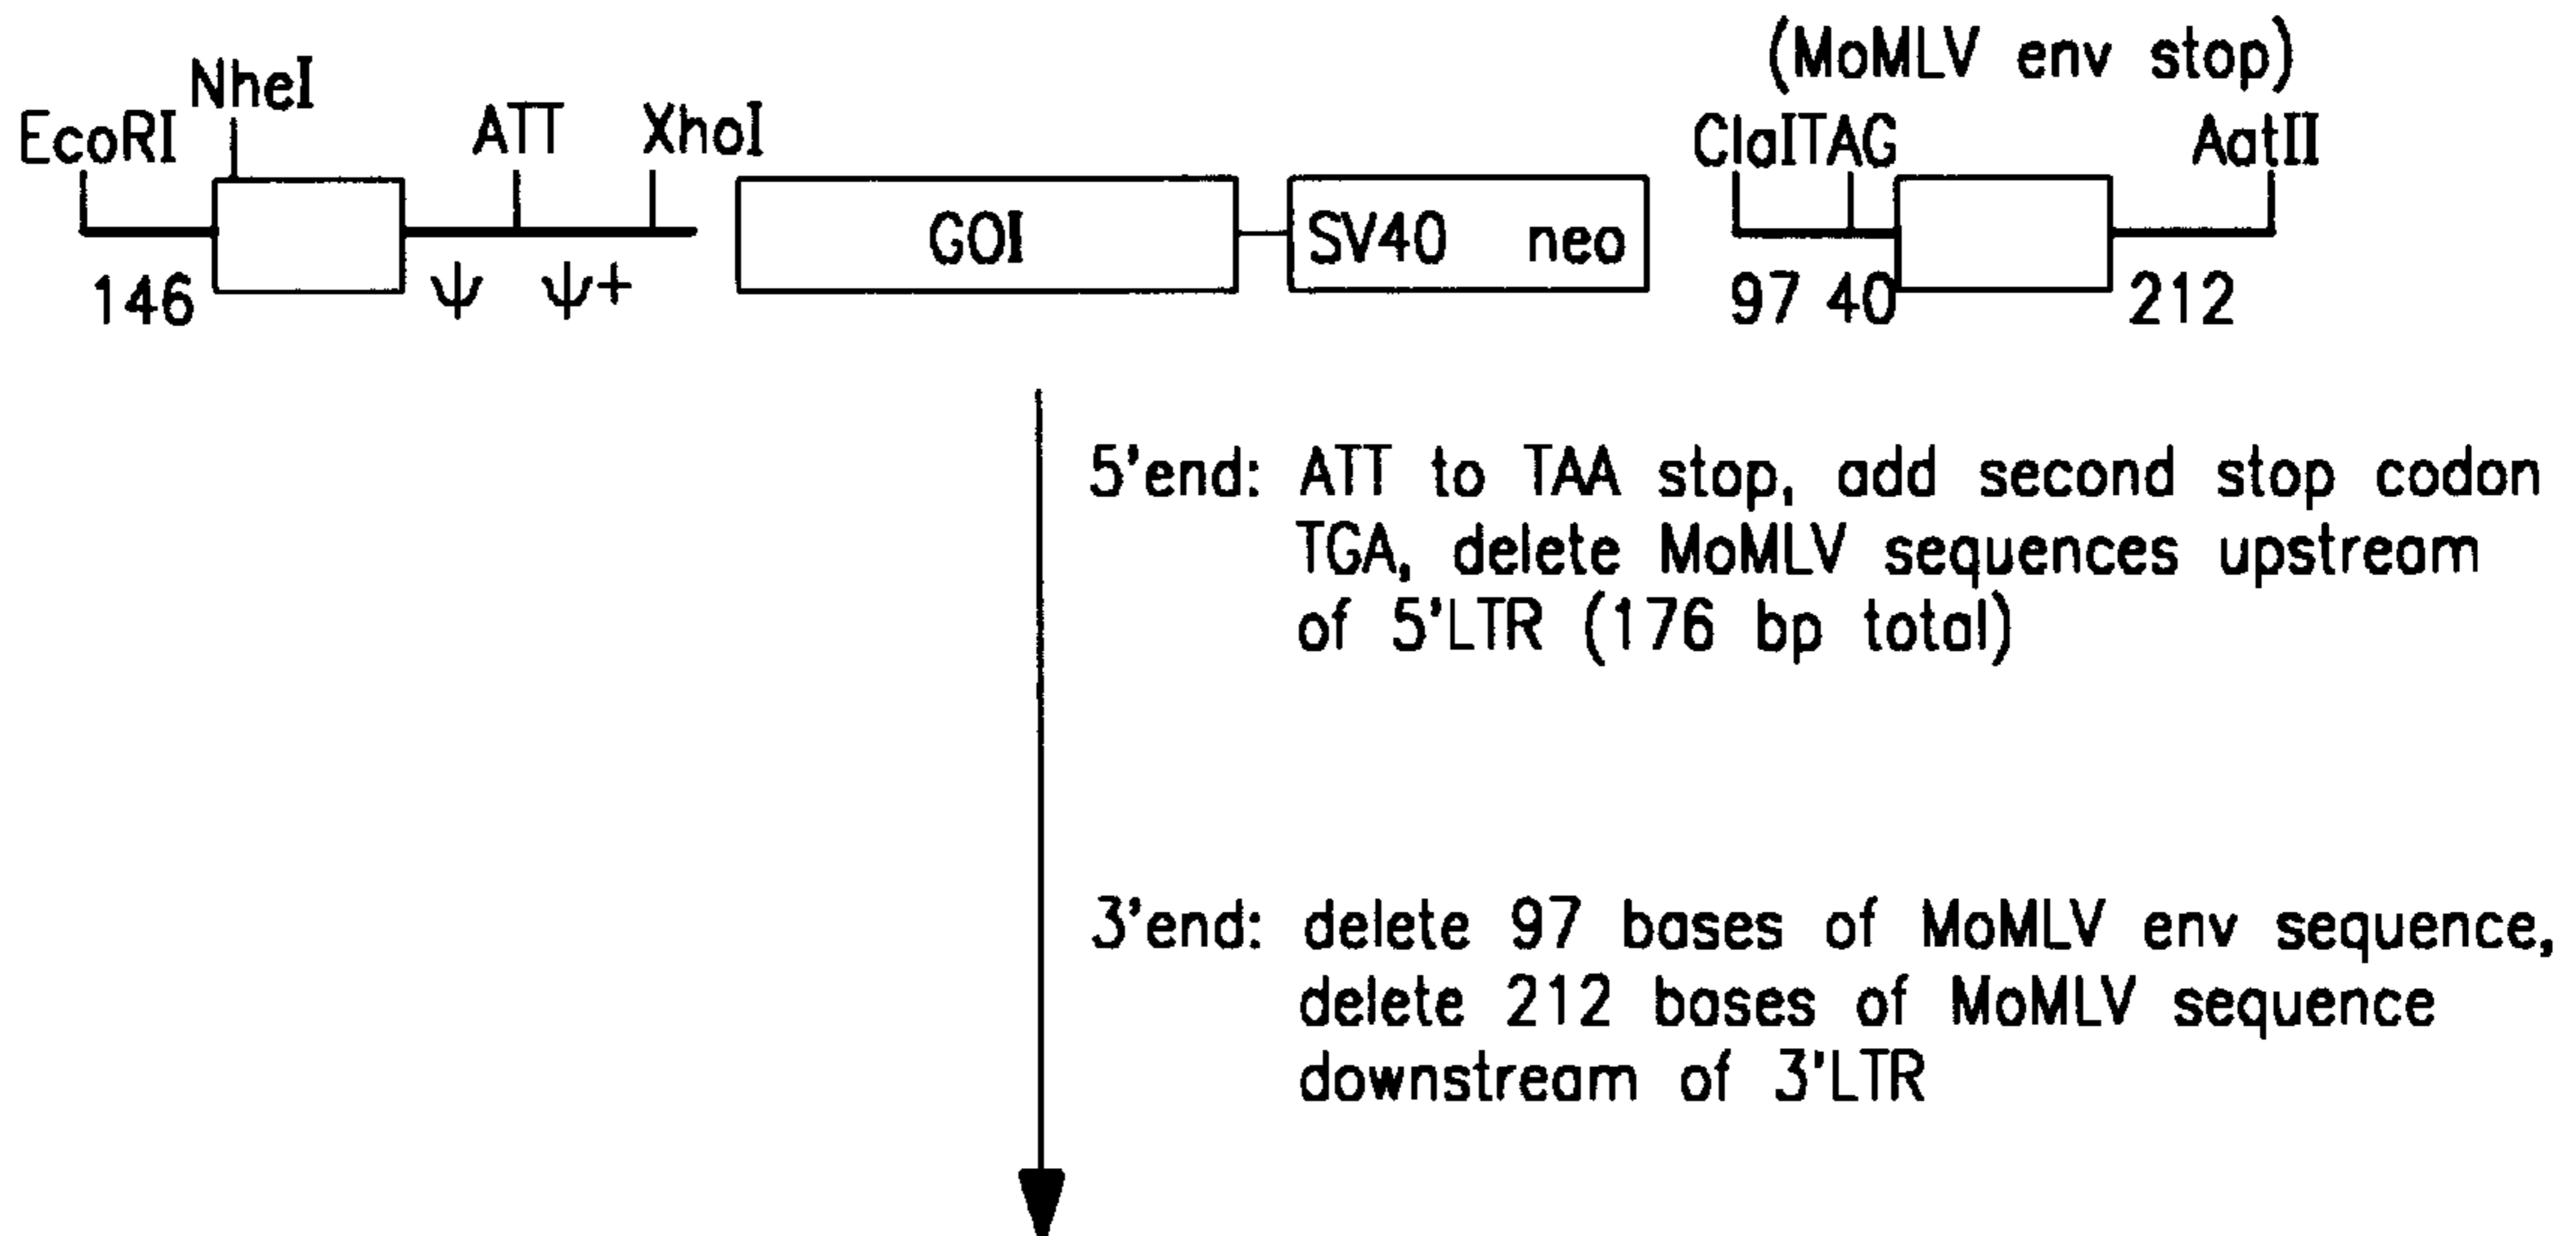 (MoMLV env stop)
EcoRI NheI ATT XhoI ClaI TAG AatII
GOI SV40 neo
146 ψ ψ+ 97 40 212
5'end: ATT to TAA stop, add second stop codon
TGA, delete MoMLV sequences upstream
of 5'LTR (176 bp total)
3'end: delete 97 bases of MoMLV env sequence,
delete 212 bases of MoMLV sequence
downstream of 3'LTR